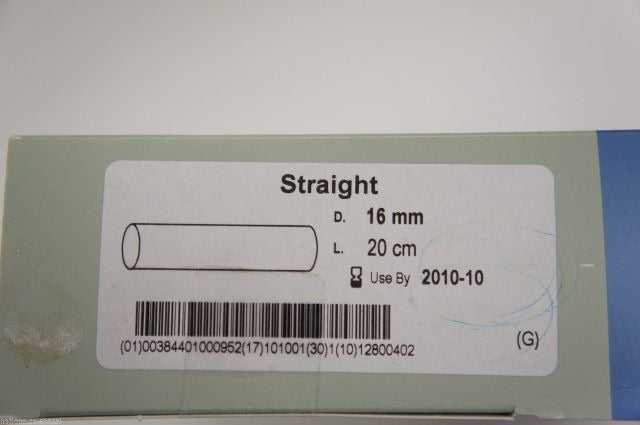 Straight
D. 16 mm
L. 20 cm
Use By 2010-10
(01)00384401000952(17)101001(30)1(10)12800402
(G)